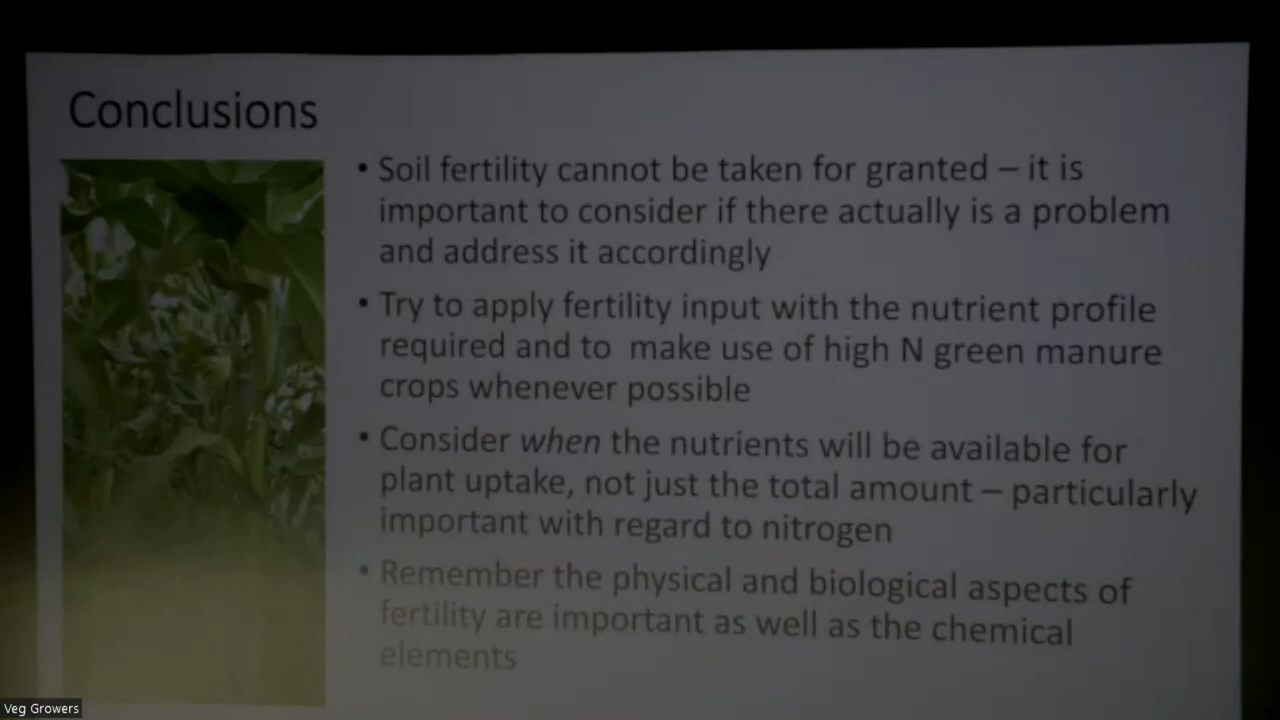 Conclusions
• Soil fertility cannot be taken for granted – it is
important to consider if there actually is a problem
and address it accordingly
• Try to apply fertility input with the nutrient profile
required and to make use of high N green manure
crops whenever possible
• Consider when the nutrients will be available for
plant uptake, not just the total amount – particularly
important with regard to nitrogen
• Remember the physical and biological aspects of
fertility are important as well as the chemical
elements
Veg Growers